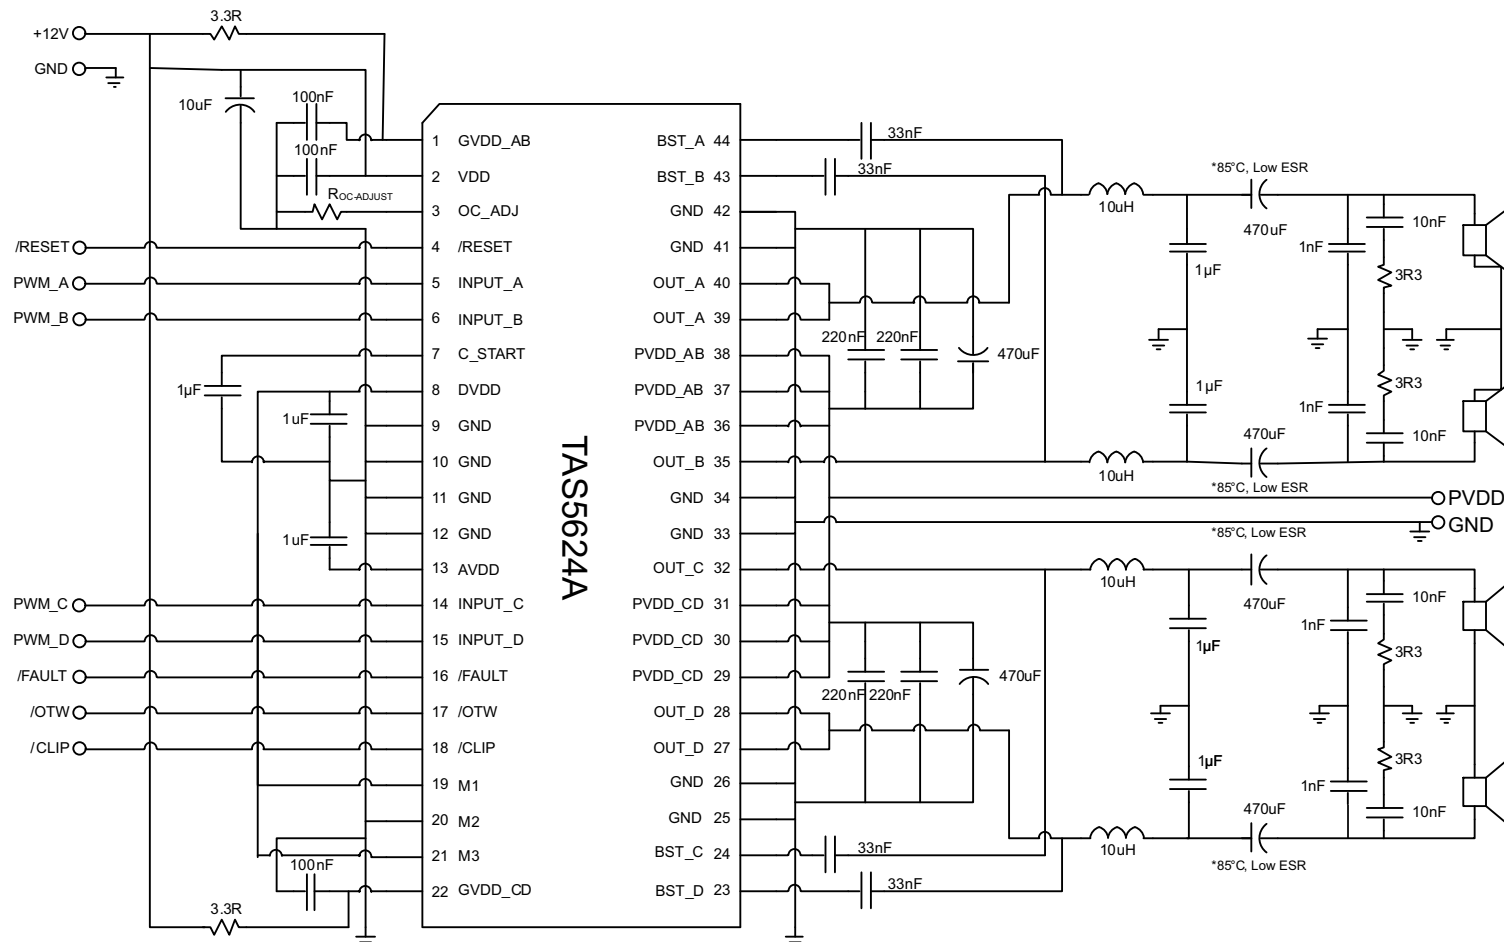 3.3R
+12V
GND
10uF
100nF
100nF
ROC-ADJUST
/RESET
PWM_A
PWM_B
1µF
1uF
1uF
PWM_C
PWM_D
/FAULT
/OTW
/CLIP
100nF
3.3R
1 GVDD_AB
2 VDD
3 OC_ADJ
4 /RESET
5 INPUT_A
6 INPUT_B
7 C_START
8 DVDD
9 GND
10 GND
11 GND
12 GND
13 AVDD
14 INPUT_C
15 INPUT_D
16 /FAULT
17 /OTW
18 /CLIP
19 M1
20 M2
21 M3
22 GVDD_CD
TAS5624A
BST_A 44
BST_B 43
GND 42
GND 41
OUT_A 40
OUT_A 39
PVDD_AB 38
PVDD_AB 37
PVDD_AB 36
OUT_B 35
GND 34
GND 33
OUT_C 32
PVDD_CD 31
PVDD_CD 30
PVDD_CD 29
OUT_D 28
OUT_D 27
GND 26
GND 25
BST_C 24
BST_D 23
33nF
33nF
220nF 220nF
470uF
10uH
*85°C, Low ESR
470uF
1µF
1nF
10nF
3R3
1µF
3R3
1nF
10nF
470uF
10uH
*85°C, Low ESR
PVDD
GND
*85°C, Low ESR
10uH
470uF
10nF
1nF
1µF
3R3
220nF 220nF
470uF
1µF
3R3
1nF
10nF
470uF
10uH
*85°C, Low ESR
33nF
33nF